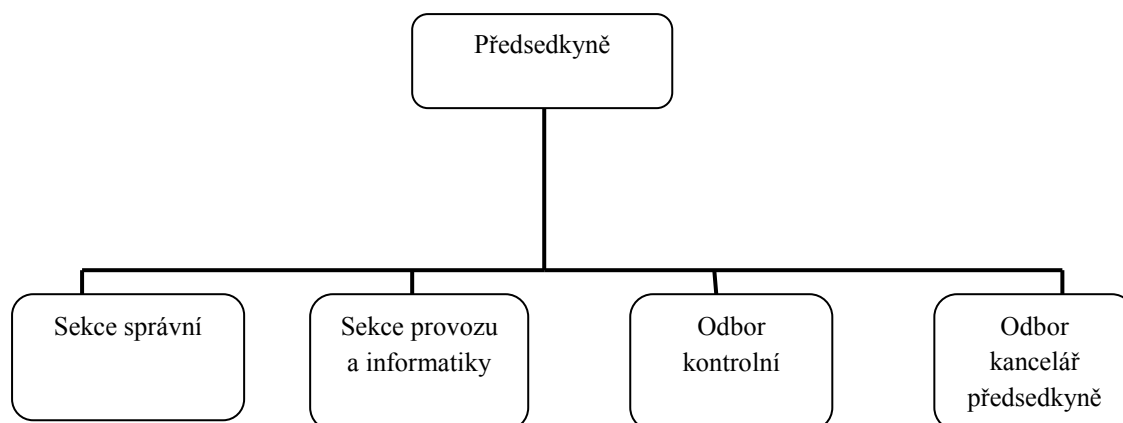 Předsedkyně
Sekce správní
Sekce provozu
a informatiky
Odbor
kontrolní
Odbor
kancelář
předsedkyně